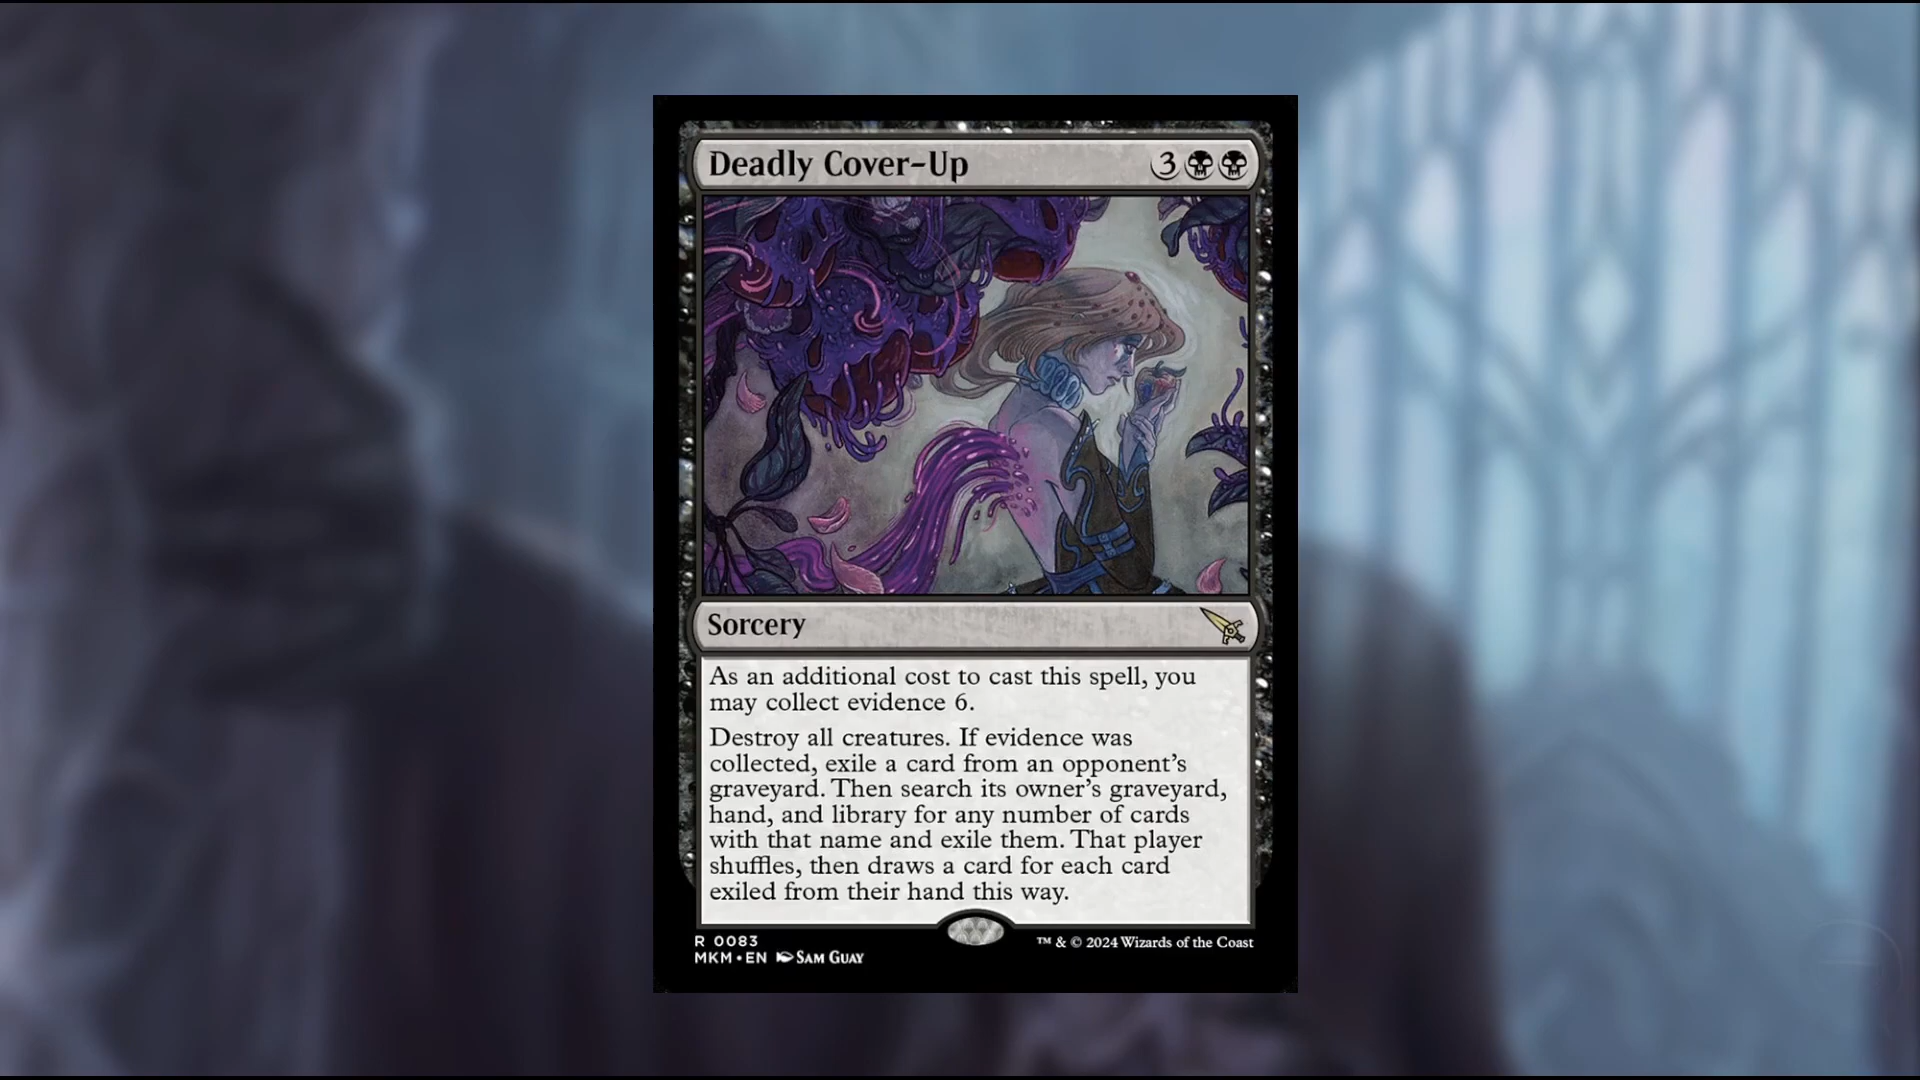 Deadly Cover-Up 3
Sorcery
As an additional cost to cast this spell, you
may collect evidence 6.
Destroy all creatures. If evidence was
collected, exile a card from an opponent's
graveyard. Then search its owner's graveyard,
hand, and library for any number of cards
with that name and exile them. That player
shuffles, then draws a card for each card
exiled from their hand this way.
R 0083
MKM • EN SAM GUAY
™ & © 2024 Wizards of the Coast